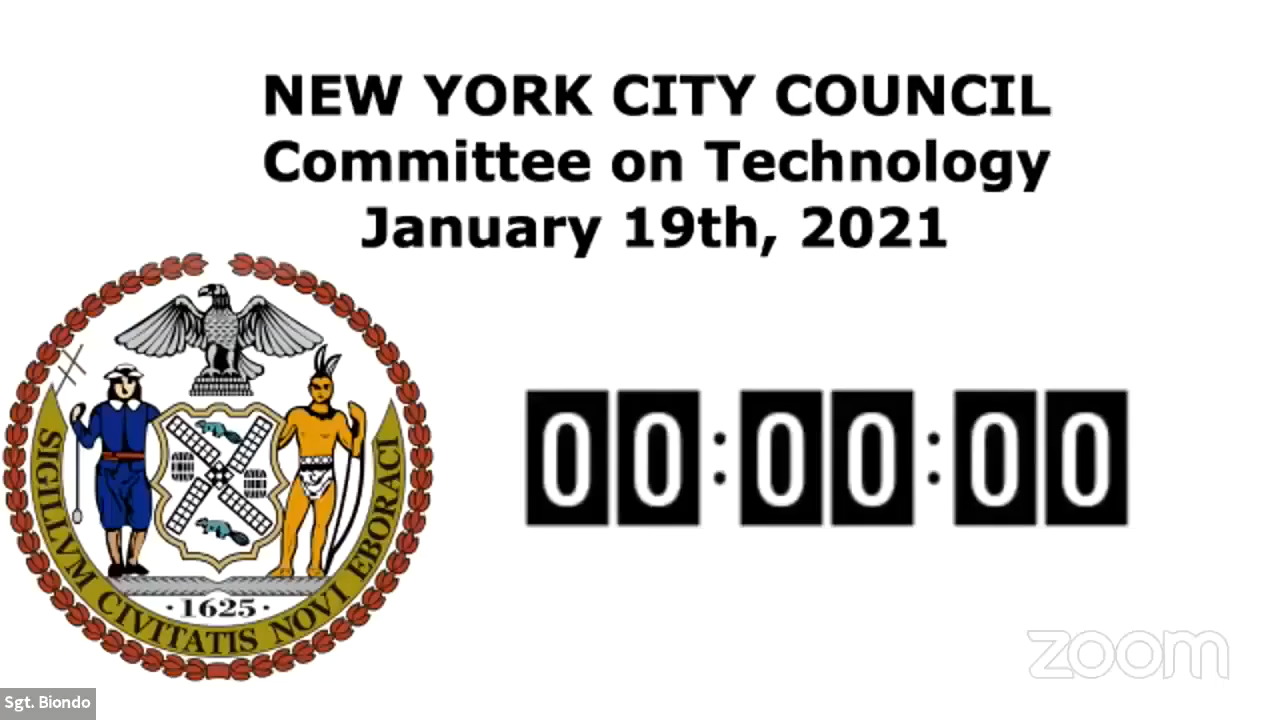 NEW YORK CITY COUNCIL
Committee on Technology
January 19th, 2021
00:00:00
SIGILLVM CIVITATIS NOVI EBORACI
·1625·
zoom
Sgt. Biondo